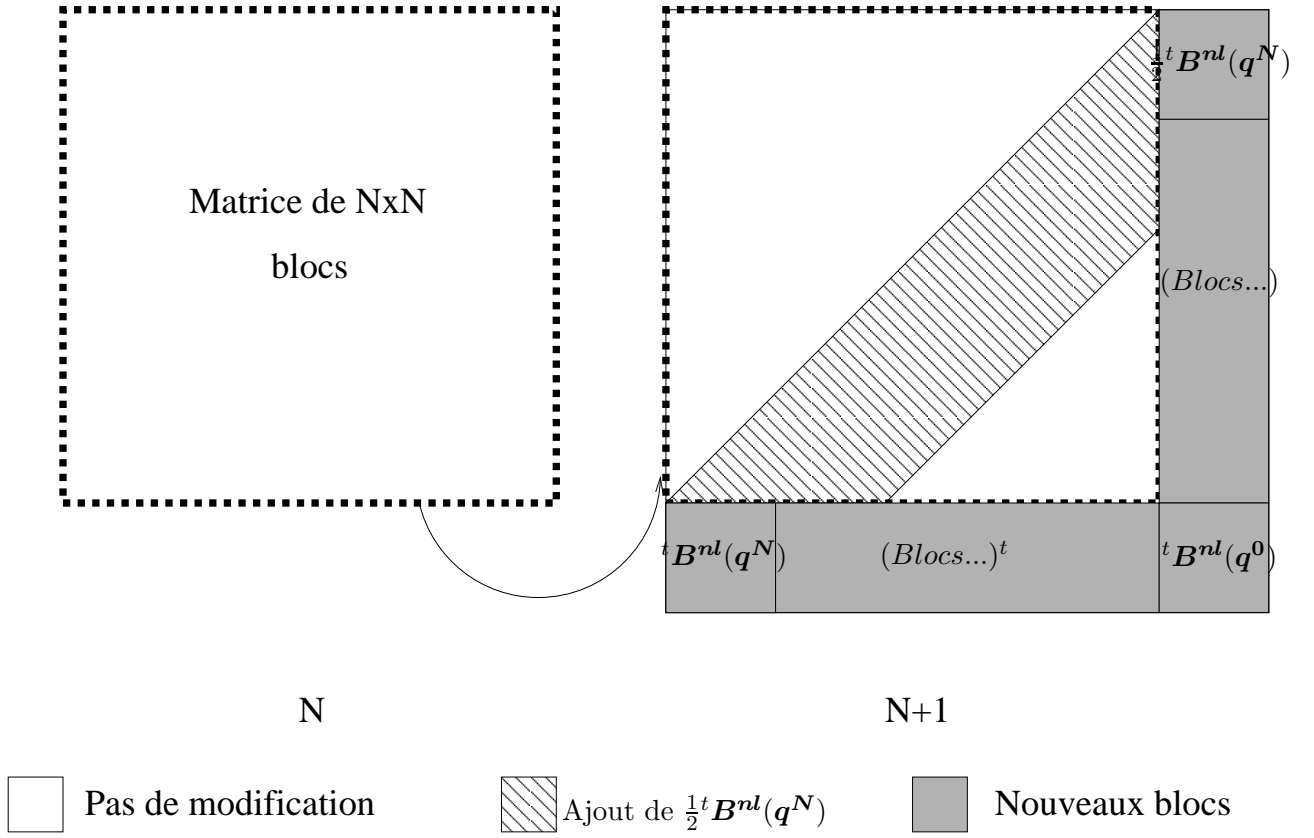 Matrice de NxN
blocs
½ᵗBⁿˡ(qᴺ)
(Blocs...)
ᵗBⁿˡ(qᴺ)
(Blocs...)ᵗ
ᵗBⁿˡ(q⁰)
N
N+1
Pas de modification
Ajout de ½ᵗBⁿˡ(qᴺ)
Nouveaux blocs